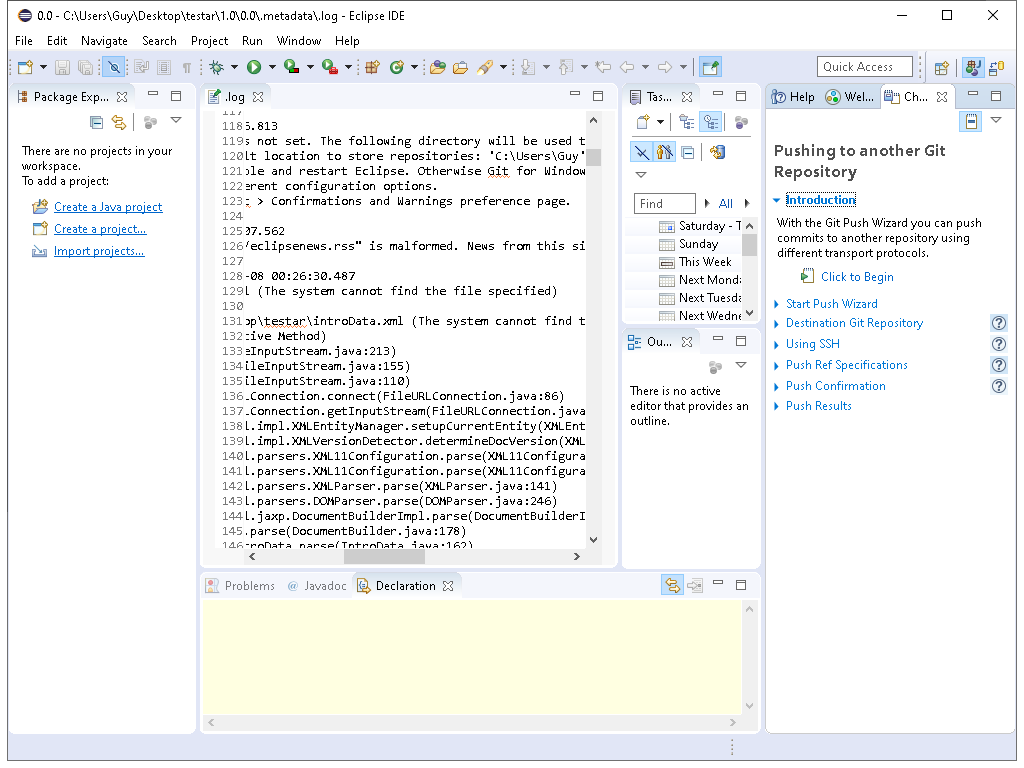 0.0 - C:\Users\Guy\Desktop\testar\1.0\0.0\.metadata\.log - Eclipse IDE
File Edit Navigate Search Project Run Window Help
Quick Access
Package Exp...
There are no projects in your
workspace.
To add a project:
Create a Java project
Create a project...
Import projects...
.log
118 5.813
119 s not set. The following directory will be used t
120 lt location to store repositories: 'C:\Users\Guy'
121 ple and restart Eclipse. Otherwise Git for Window
122 erent configuration options.
123 > Confirmations and Warnings preference page.
124
125 07.562
126 /eclipsenews.rss" is malformed. News from this si
127
128 -08 00:26:30.487
129 l (The system cannot find the file specified)
130
131 op\testar\introData.xml (The system cannot find t
132 tive Method)
133 eInputStream.java:213)
134 ileInputStream.java:155)
135 ileInputStream.java:110)
136 .Connection.connect(FileURLConnection.java:86)
137 .Connection.getInputStream(FileURLConnection.java
138 l.impl.XMLEntityManager.setupCurrentEntity(XMLEnt
139 l.impl.XMLVersionDetector.determineDocVersion(XML
140 l.parsers.XML11Configuration.parse(XML11Configura
141 l.parsers.XML11Configuration.parse(XML11Configura
142 l.parsers.XMLParser.parse(XMLParser.java:141)
143 l.parsers.DOMParser.parse(DOMParser.java:246)
144 l.jaxp.DocumentBuilderImpl.parse(DocumentBuilderI
145 .parse(DocumentBuilder.java:178)
146 troData.parse(IntroData.java:162)
Tas...
Find
All
Saturday - T
Sunday
This Week
Next Monda
Next Tuesda
Next Wedne
Ou...
There is no active
editor that provides an
outline.
Problems
@ Javadoc
Declaration
Help
Wel...
Ch...
Pushing to another Git
Repository
Introduction
With the Git Push Wizard you can push
commits to another repository using
different transport protocols.
Click to Begin
Start Push Wizard
Destination Git Repository
Using SSH
Push Ref Specifications
Push Confirmation
Push Results